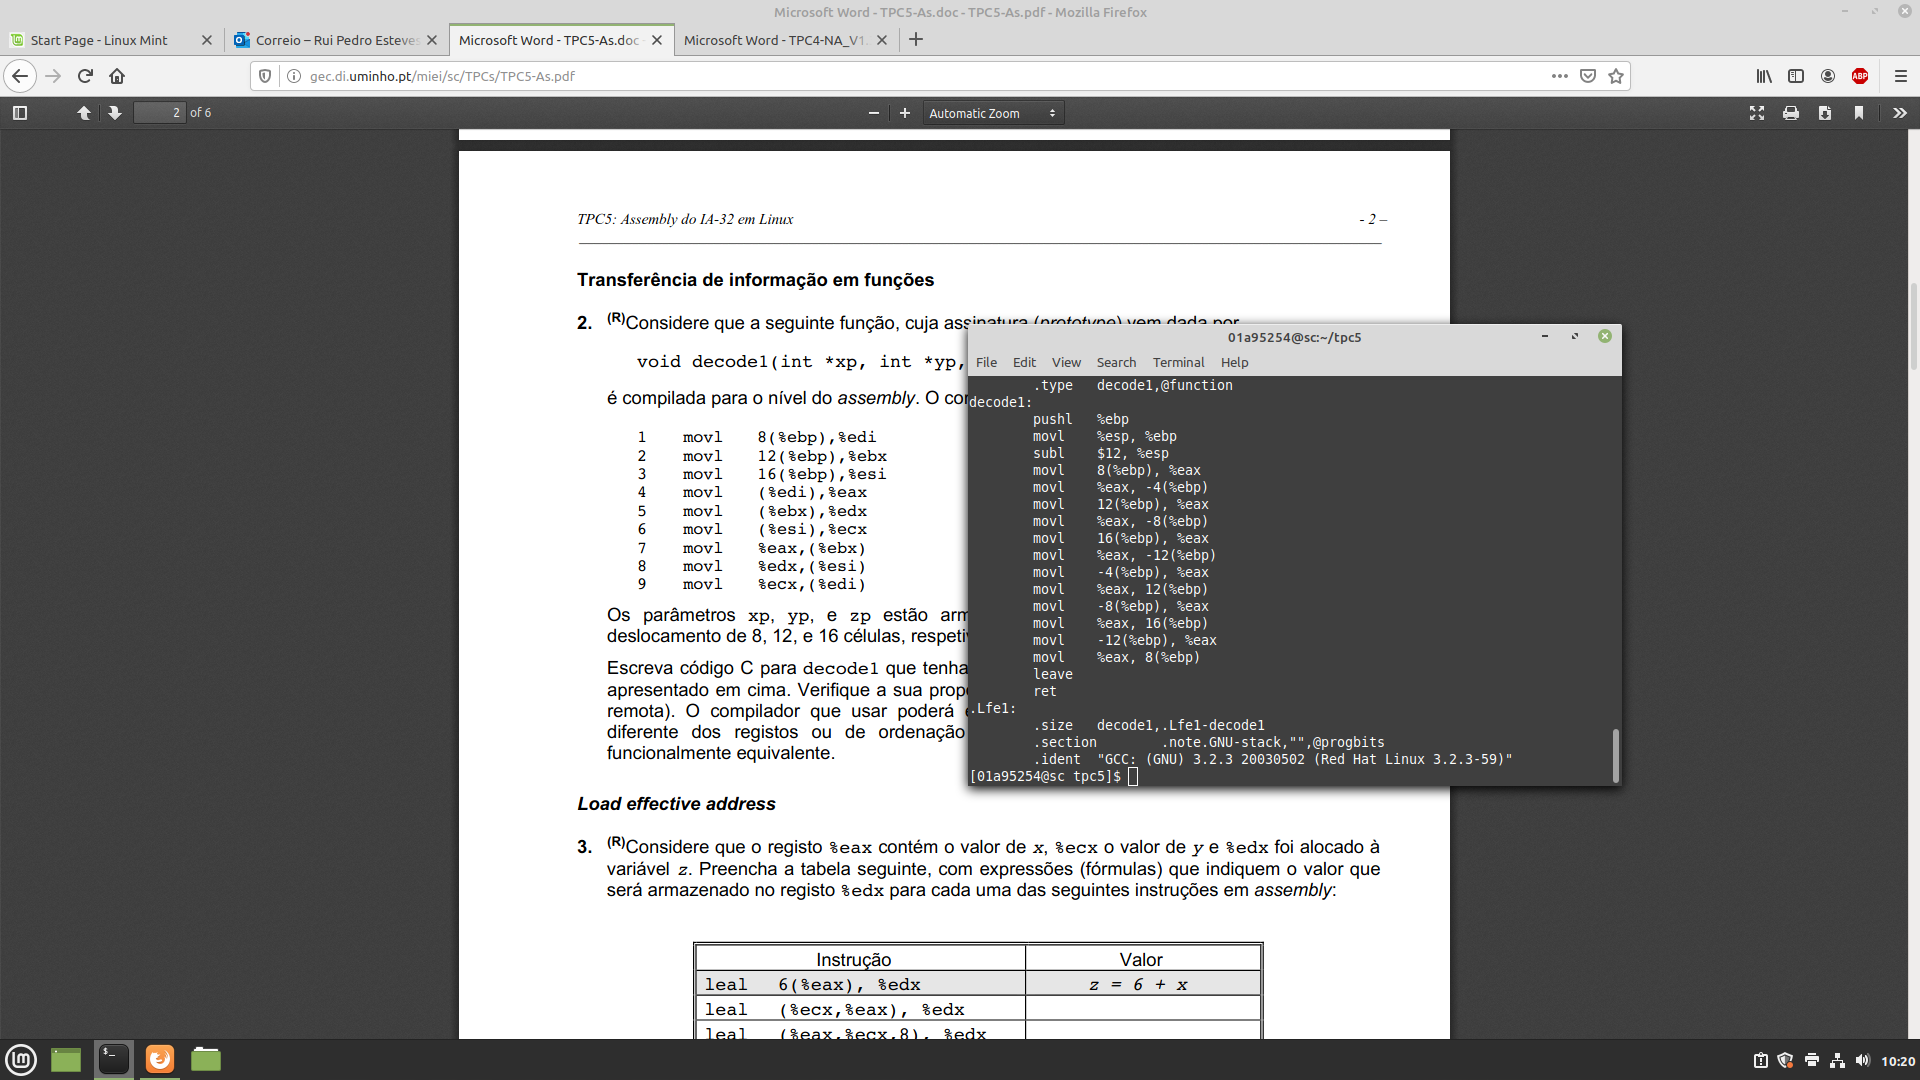 Microsoft Word - TPC5-As.doc - TPC5-As.pdf - Mozilla Firefox
Start Page - Linux Mint
Correio – Rui Pedro Esteves
Microsoft Word - TPC5-As.doc -
Microsoft Word - TPC4-NA_V1
gec.di.uminho.pt/miei/sc/TPCs/TPC5-As.pdf
ABP
2 of 6
Automatic Zoom
TPC5: Assembly do IA-32 em Linux - 2 –
Transferência de informação em funções
2. (R)Considere que a seguinte função, cuja assinatura (prototype) vem dada por
void decode1(int *xp, int *yp,
é compilada para o nível do assembly. O
1 movl 8(%ebp),%edi
2 movl 12(%ebp),%ebx
3 movl 16(%ebp),%esi
4 movl (%edi),%eax
5 movl (%ebx),%edx
6 movl (%esi),%ecx
7 movl %eax,(%ebx)
8 movl %edx,(%esi)
9 movl %ecx,(%edi)
Os parâmetros xp, yp, e zp estão
deslocamento de 8, 12, e 16 células,
Escreva código C para decode1 que tenha
apresentado em cima. Verifique a sua
remota). O compilador que usar poderá
diferente dos registos ou de ordenação
funcionalmente equivalente.
01a95254@sc:~/tpc5
File Edit View Search Terminal Help
.type decode1,@function
decode1:
pushl %ebp
movl %esp, %ebp
subl $12, %esp
movl 8(%ebp), %eax
movl %eax, -4(%ebp)
movl 12(%ebp), %eax
movl %eax, -8(%ebp)
movl 16(%ebp), %eax
movl %eax, -12(%ebp)
movl -4(%ebp), %eax
movl %eax, 12(%ebp)
movl -8(%ebp), %eax
movl %eax, 16(%ebp)
movl -12(%ebp), %eax
movl %eax, 8(%ebp)
leave
ret
.Lfe1:
.size decode1,.Lfe1-decode1
.section .note.GNU-stack,"",@progbits
.ident "GCC: (GNU) 3.2.3 20030502 (Red Hat Linux 3.2.3-59)"
[01a95254@sc tpc5]$
Load effective address
3. (R)Considere que o registo %eax contém o valor de x, %ecx o valor de y e %edx foi alocado à
variável z. Preencha a tabela seguinte, com expressões (fórmulas) que indiquem o valor que
será armazenado no registo %edx para cada uma das seguintes instruções em assembly:
Instrução Valor
leal 6(%eax), %edx z = 6 + x
leal (%ecx,%eax), %edx
leal (%eax,%ecx,8), %edx
10:20